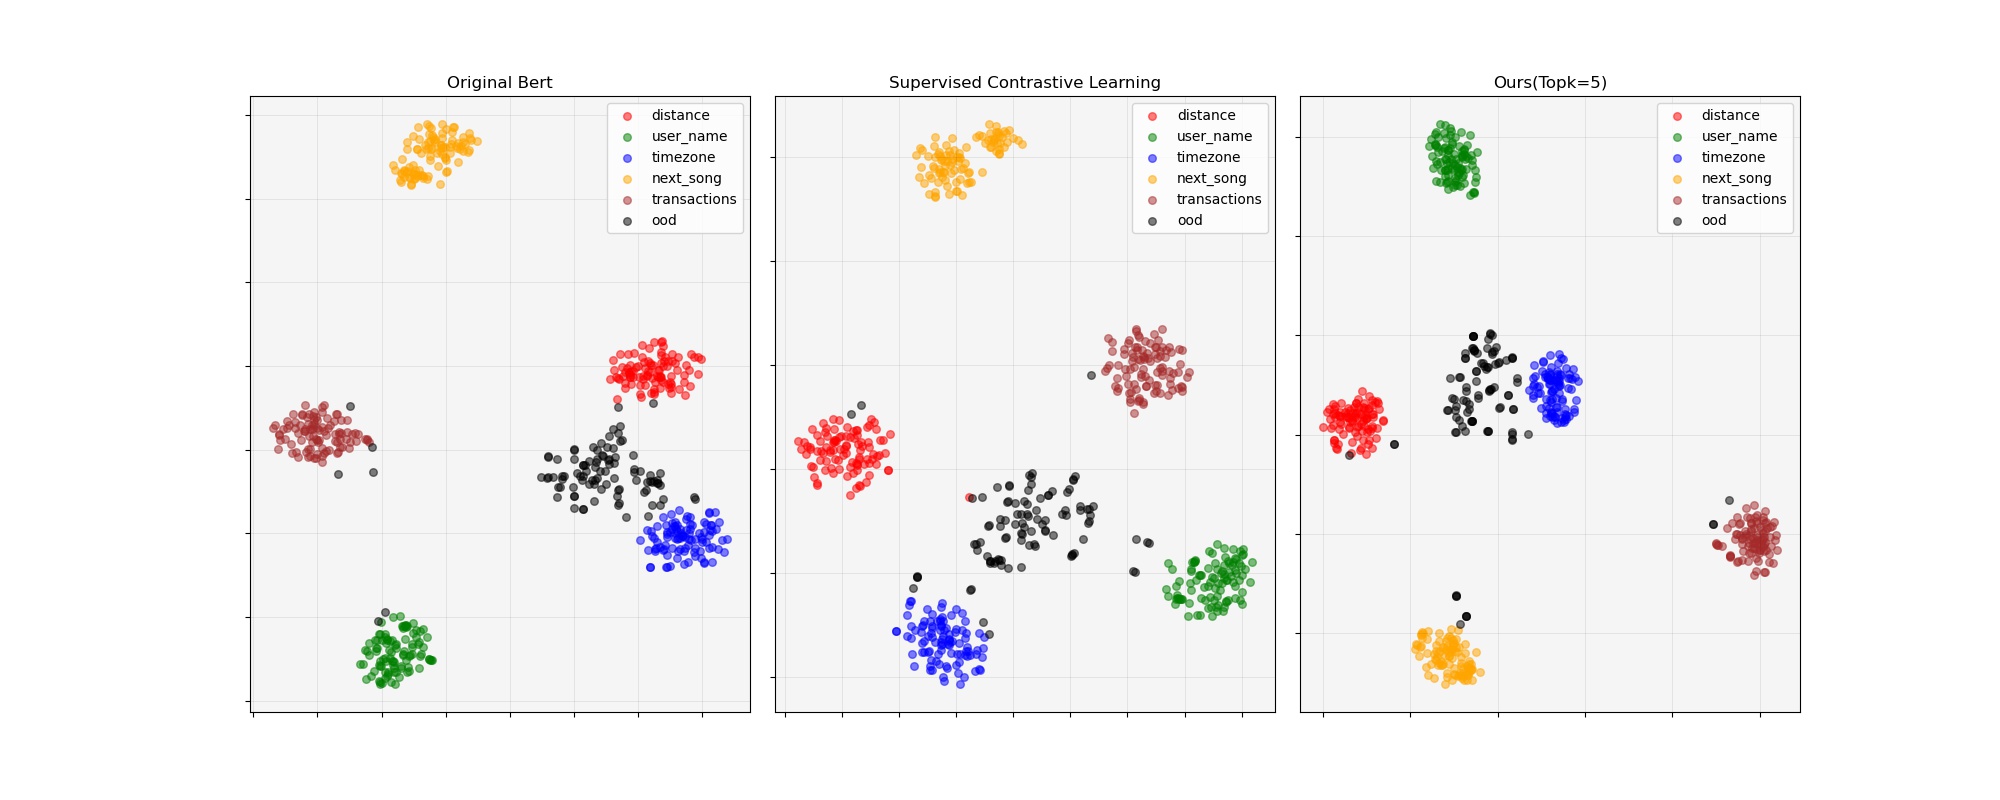 Original Bert
distance
user_name
timezone
next_song
transactions
ood
Supervised Contrastive Learning
distance
user_name
timezone
next_song
transactions
ood
Ours(Topk=5)
distance
user_name
timezone
next_song
transactions
ood